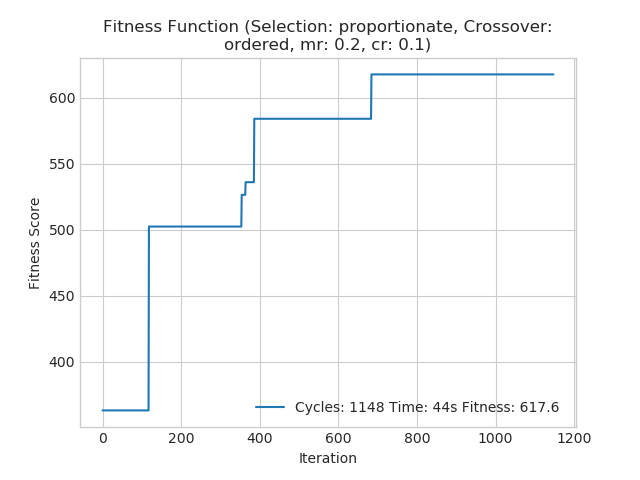 Fitness Function (Selection: proportionate, Crossover:
ordered, mr: 0.2, cr: 0.1)
600
550
500
450
400
Fitness Score
Cycles: 1148 Time: 44s Fitness: 617.6
0 200 400 600 800 1000 1200
Iteration